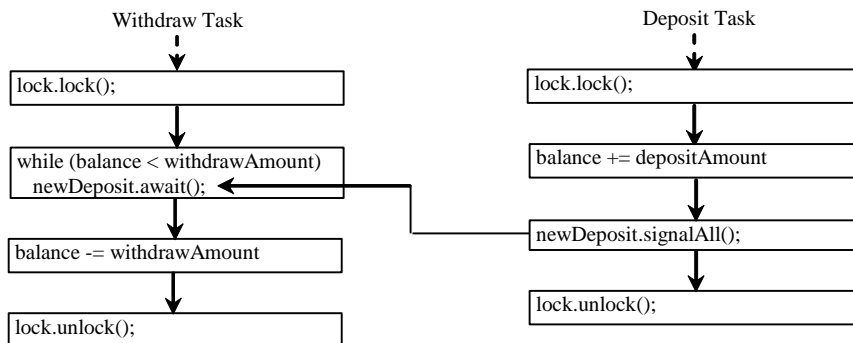 Withdraw Task
lock.lock();
while (balance < withdrawAmount)
newDeposit.await();
balance -= withdrawAmount
lock.unlock();
Deposit Task
lock.lock();
balance += depositAmount
newDeposit.signalAll();
lock.unlock();